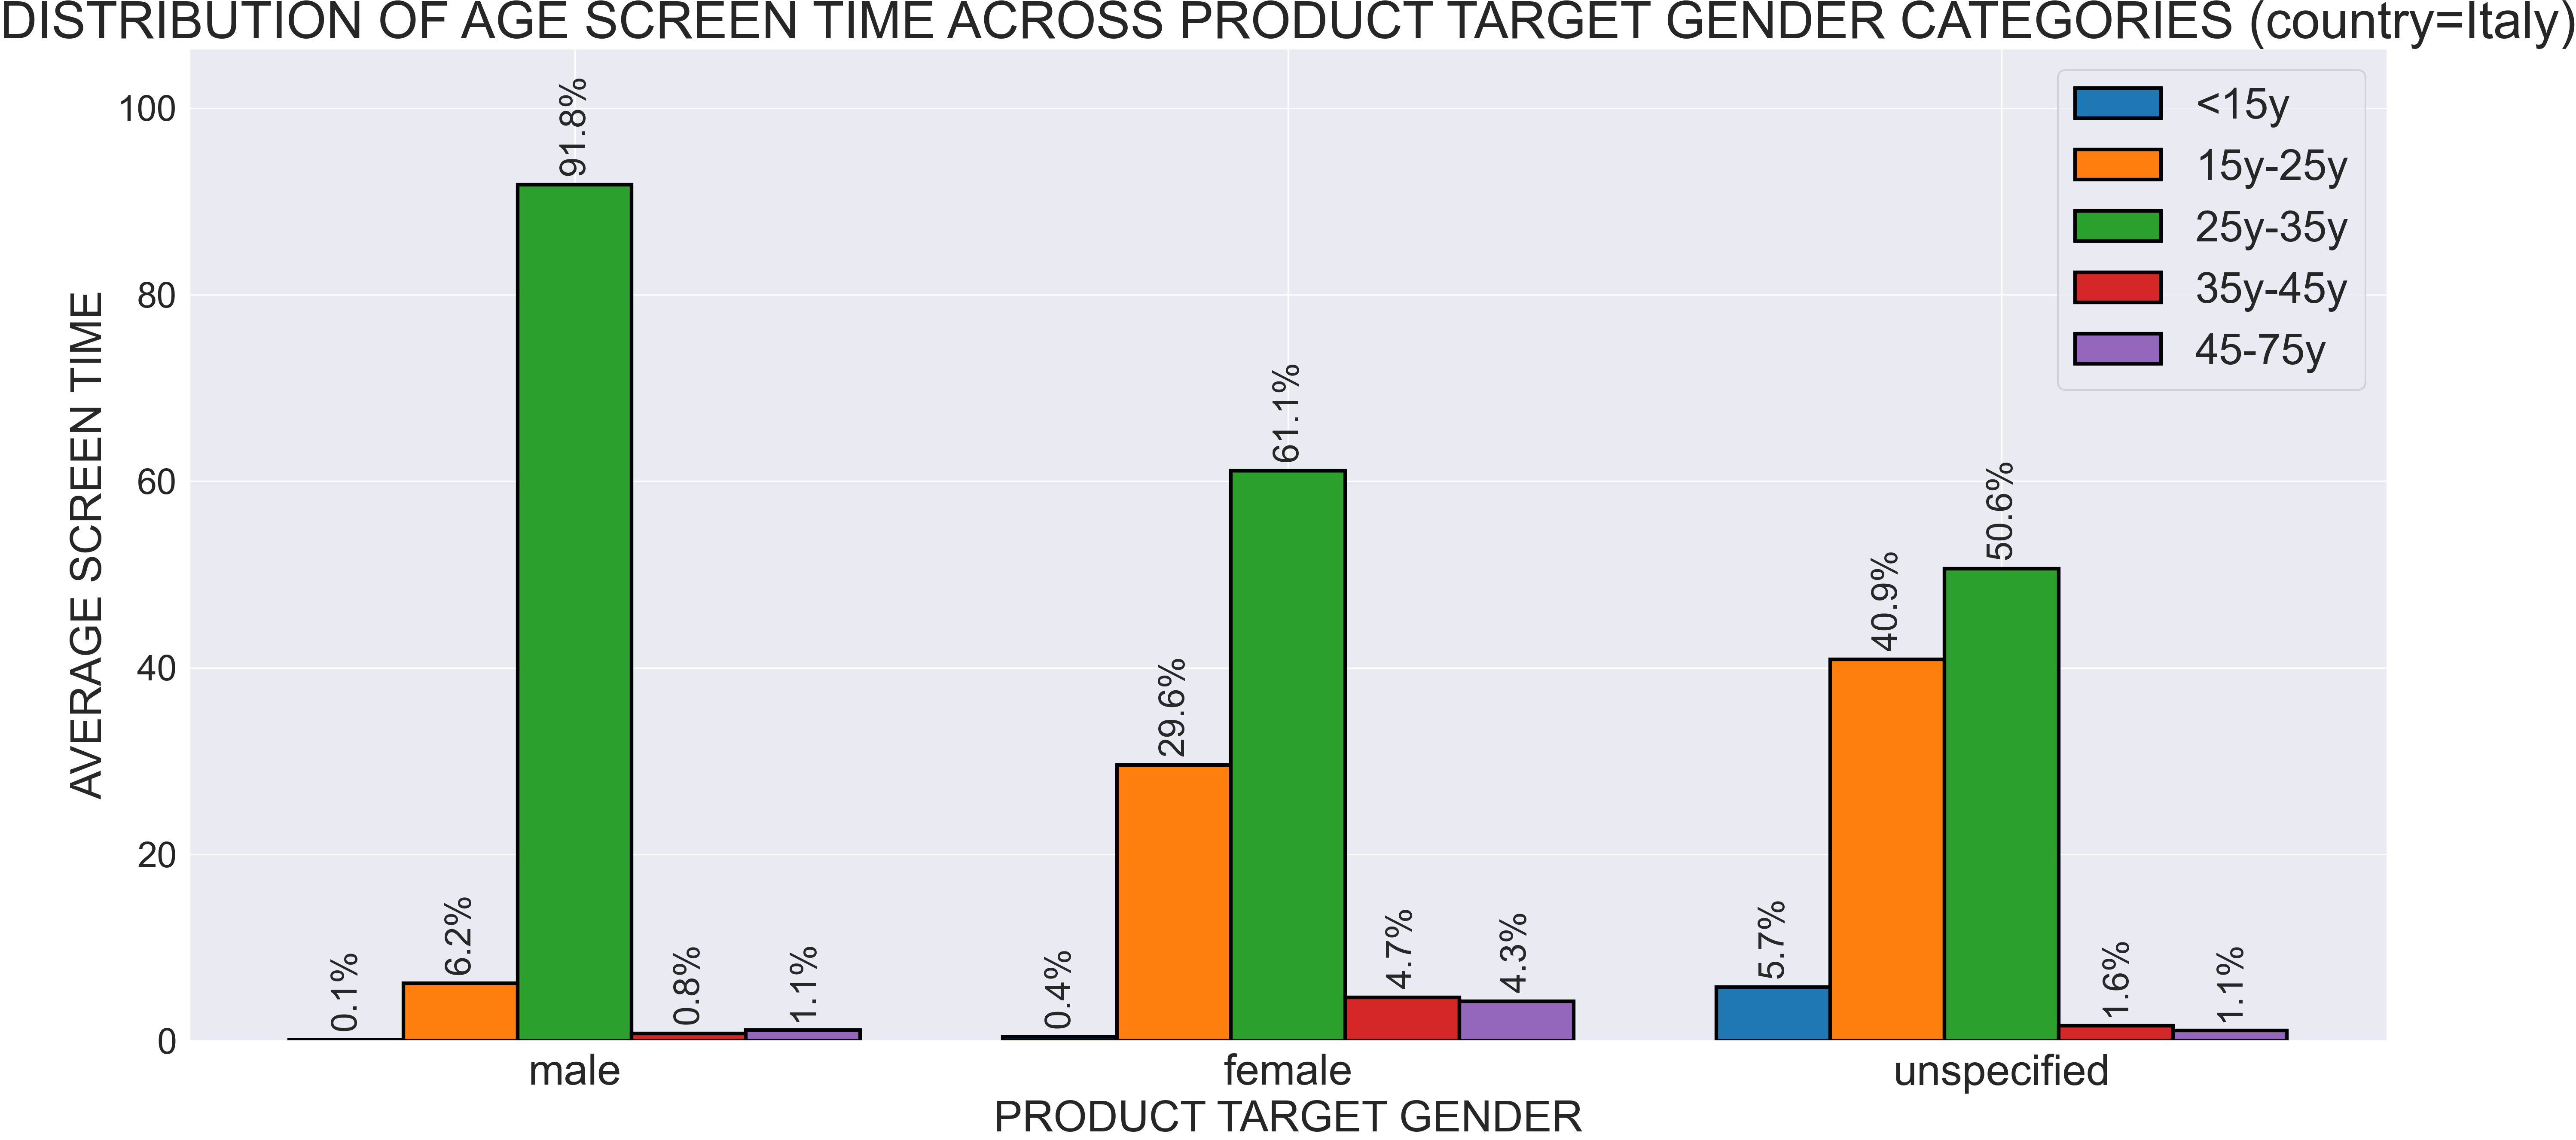 DISTRIBUTION OF AGE SCREEN TIME ACROSS PRODUCT TARGET GENDER CATEGORIES (country=Italy)
AVERAGE SCREEN TIME
100
80
60
40
20
0
0.1%
6.2%
91.8%
0.8%
1.1%
0.4%
29.6%
61.1%
4.7%
4.3%
5.7%
40.9%
50.6%
1.6%
1.1%
<15y
15y-25y
25y-35y
35y-45y
45-75y
male
female
unspecified
PRODUCT TARGET GENDER